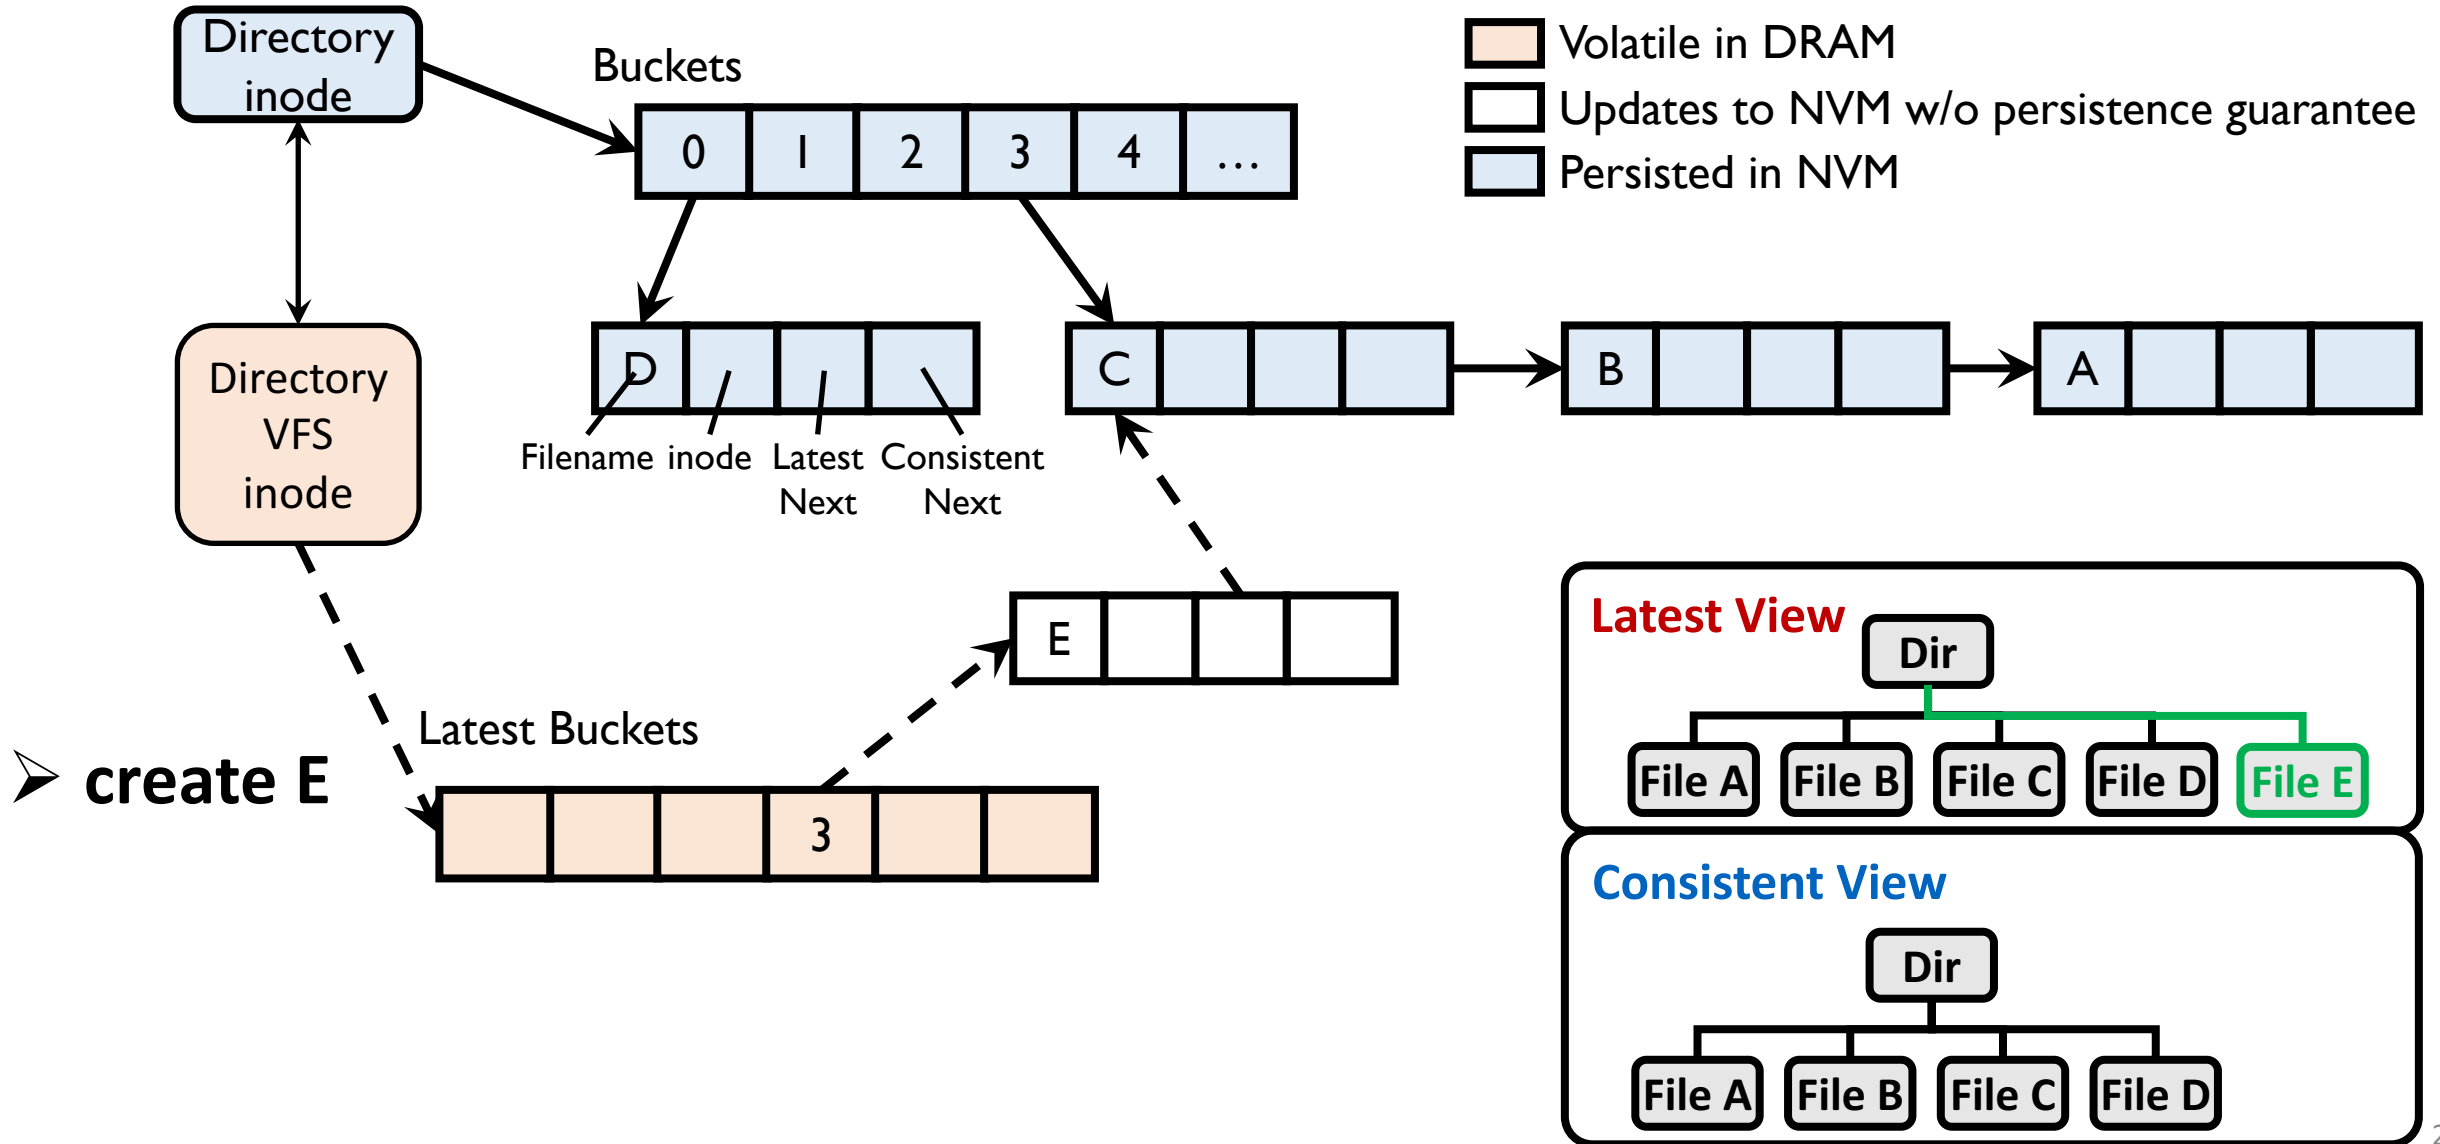 Directory
inode
Buckets
0 1 2 3 4 ...
Volatile in DRAM
Updates to NVM w/o persistence guarantee
Persisted in NVM
Directory
VFS
inode
D
C
B
A
Filename inode Latest Next Consistent Next
E
Latest Buckets
➢ create E
3
Latest View
Dir
File A File B File C File D File E
Consistent View
Dir
File A File B File C File D